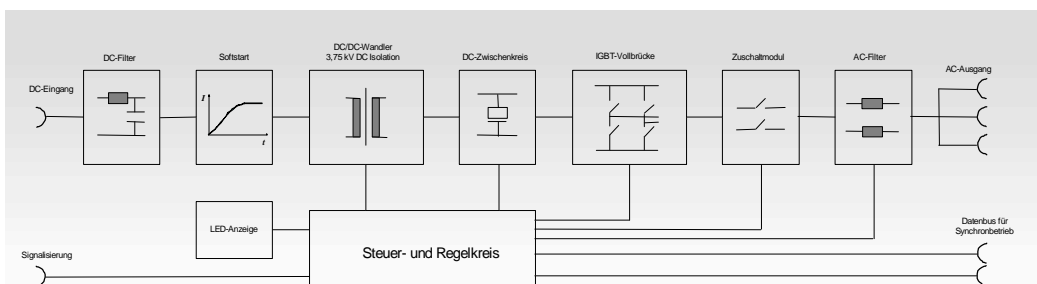 DC-Eingang
DC-Filter
Softstart
I
t
DC/DC-Wandler
3,75 kV DC Isolation
DC-Zwischenkreis
IGBT-Vollbrücke
Zuschaltmodul
AC-Filter
AC-Ausgang
LED-Anzeige
Steuer- und Regelkreis
Signalisierung
Datenbus für
Synchronbetrieb